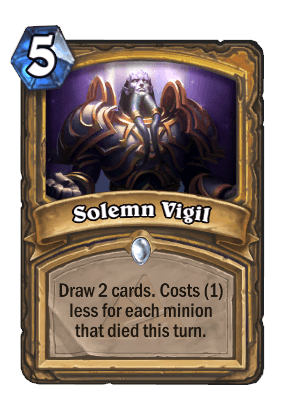 5
Solemn Vigil
Draw 2 cards. Costs (1)
less for each minion
that died this turn.